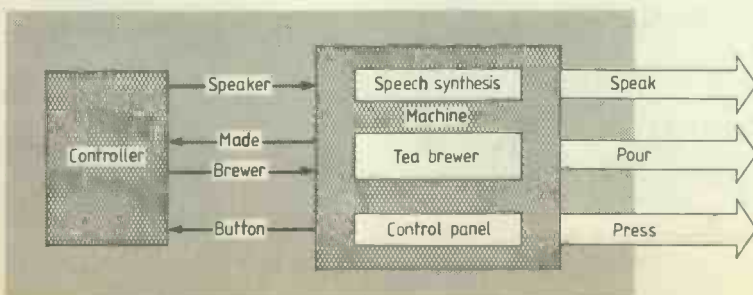 Speaker
Speech synthesis
Speak
Machine
Made
Controller
Tea brewer
Pour
Brewer
Button
Control panel
Press